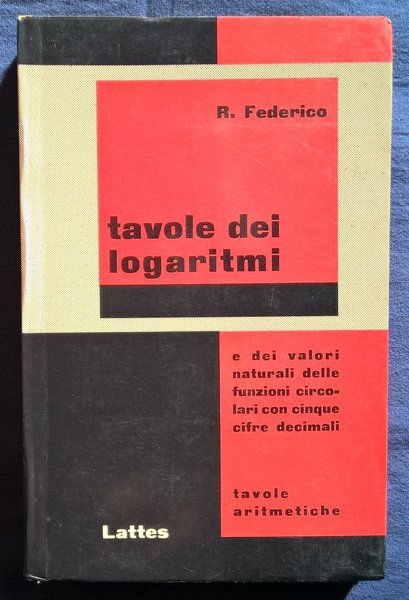 R. Federico
tavole dei
logaritmi
e dei valori
naturali delle
funzioni circo-
lari con cinque
cifre decimali
tavole
aritmetiche
Lattes